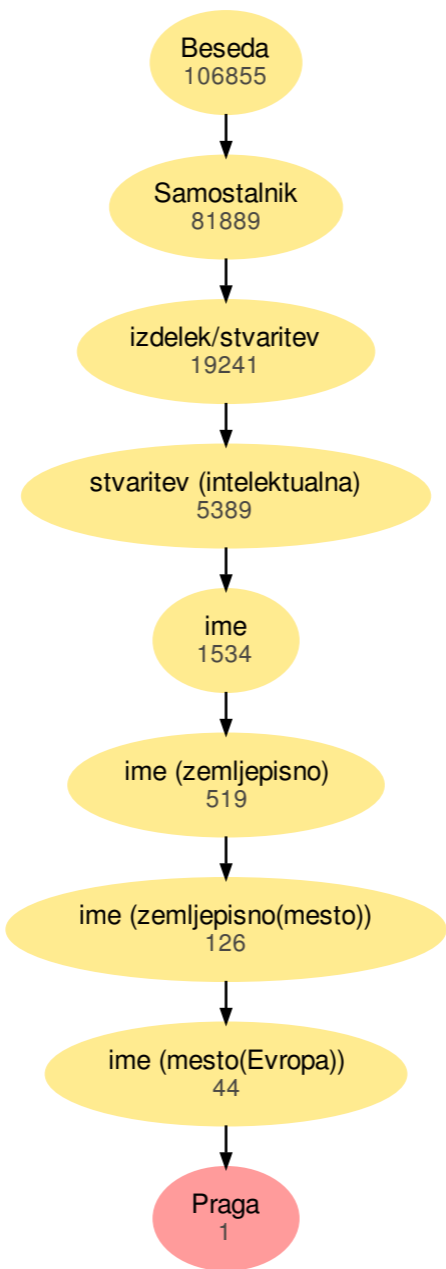 Beseda
106855
Samostalnik
81889
izdelek/stvaritev
19241
stvaritev (intelektualna)
5389
ime
1534
ime (zemljepisno)
519
ime (zemljepisno(mesto))
126
ime (mesto(Evropa))
44
Praga
1